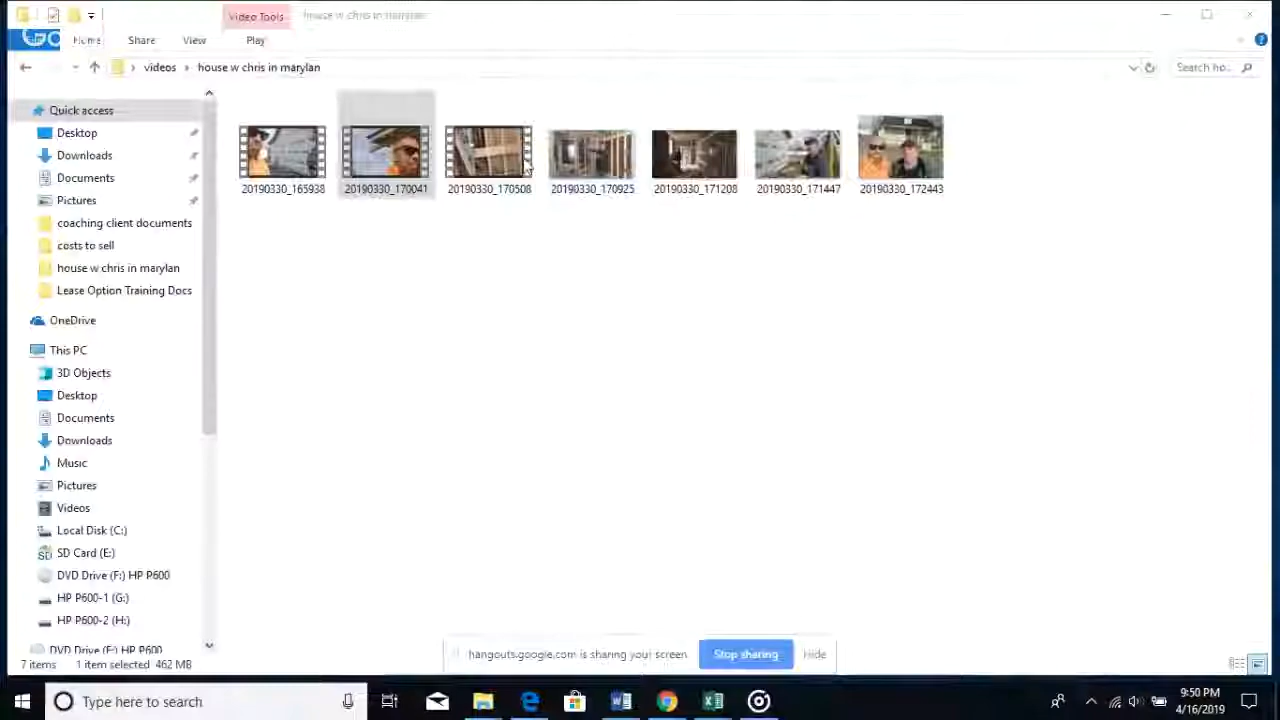 Video Tools house w chris in marylan
Home Share View Play
videos house w chris in marylan Search ho...
Quick access
Desktop
Downloads
Documents
Pictures
coaching client documents
costs to sell
house w chris in marylan
Lease Option Training Docs
OneDrive
This PC
3D Objects
Desktop
Documents
Downloads
Music
Pictures
Videos
Local Disk (C:)
SD Card (E:)
DVD Drive (F:) HP P600
HP P600-1 (G:)
HP P600-2 (H:)
DVD Drive (F:) HP P600
20190330_165938 20190330_170041 20190330_170508 20190330_170925 20190330_171208 20190330_171447 20190330_172443
hangouts.google.com is sharing your screen. Stop sharing Hide
7 items 1 item selected 462 MB
Type here to search
9:50 PM
4/16/2019